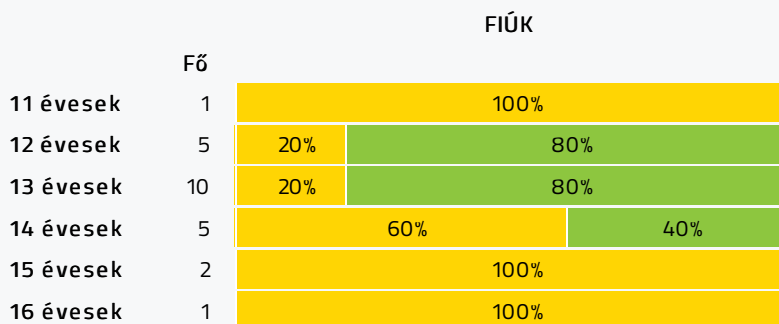 FIÚK
Fő
11 évesek 1 100%
12 évesek 5 20% 80%
13 évesek 10 20% 80%
14 évesek 5 60% 40%
15 évesek 2 100%
16 évesek 1 100%